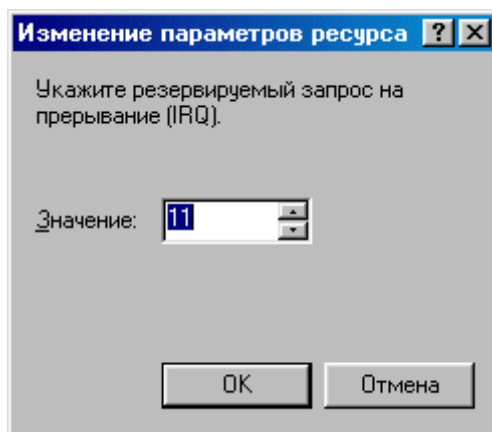 Изменение параметров ресурса
Укажите резервируемый запрос на
прерывание (IRQ).
Значение: 11
OK Отмена